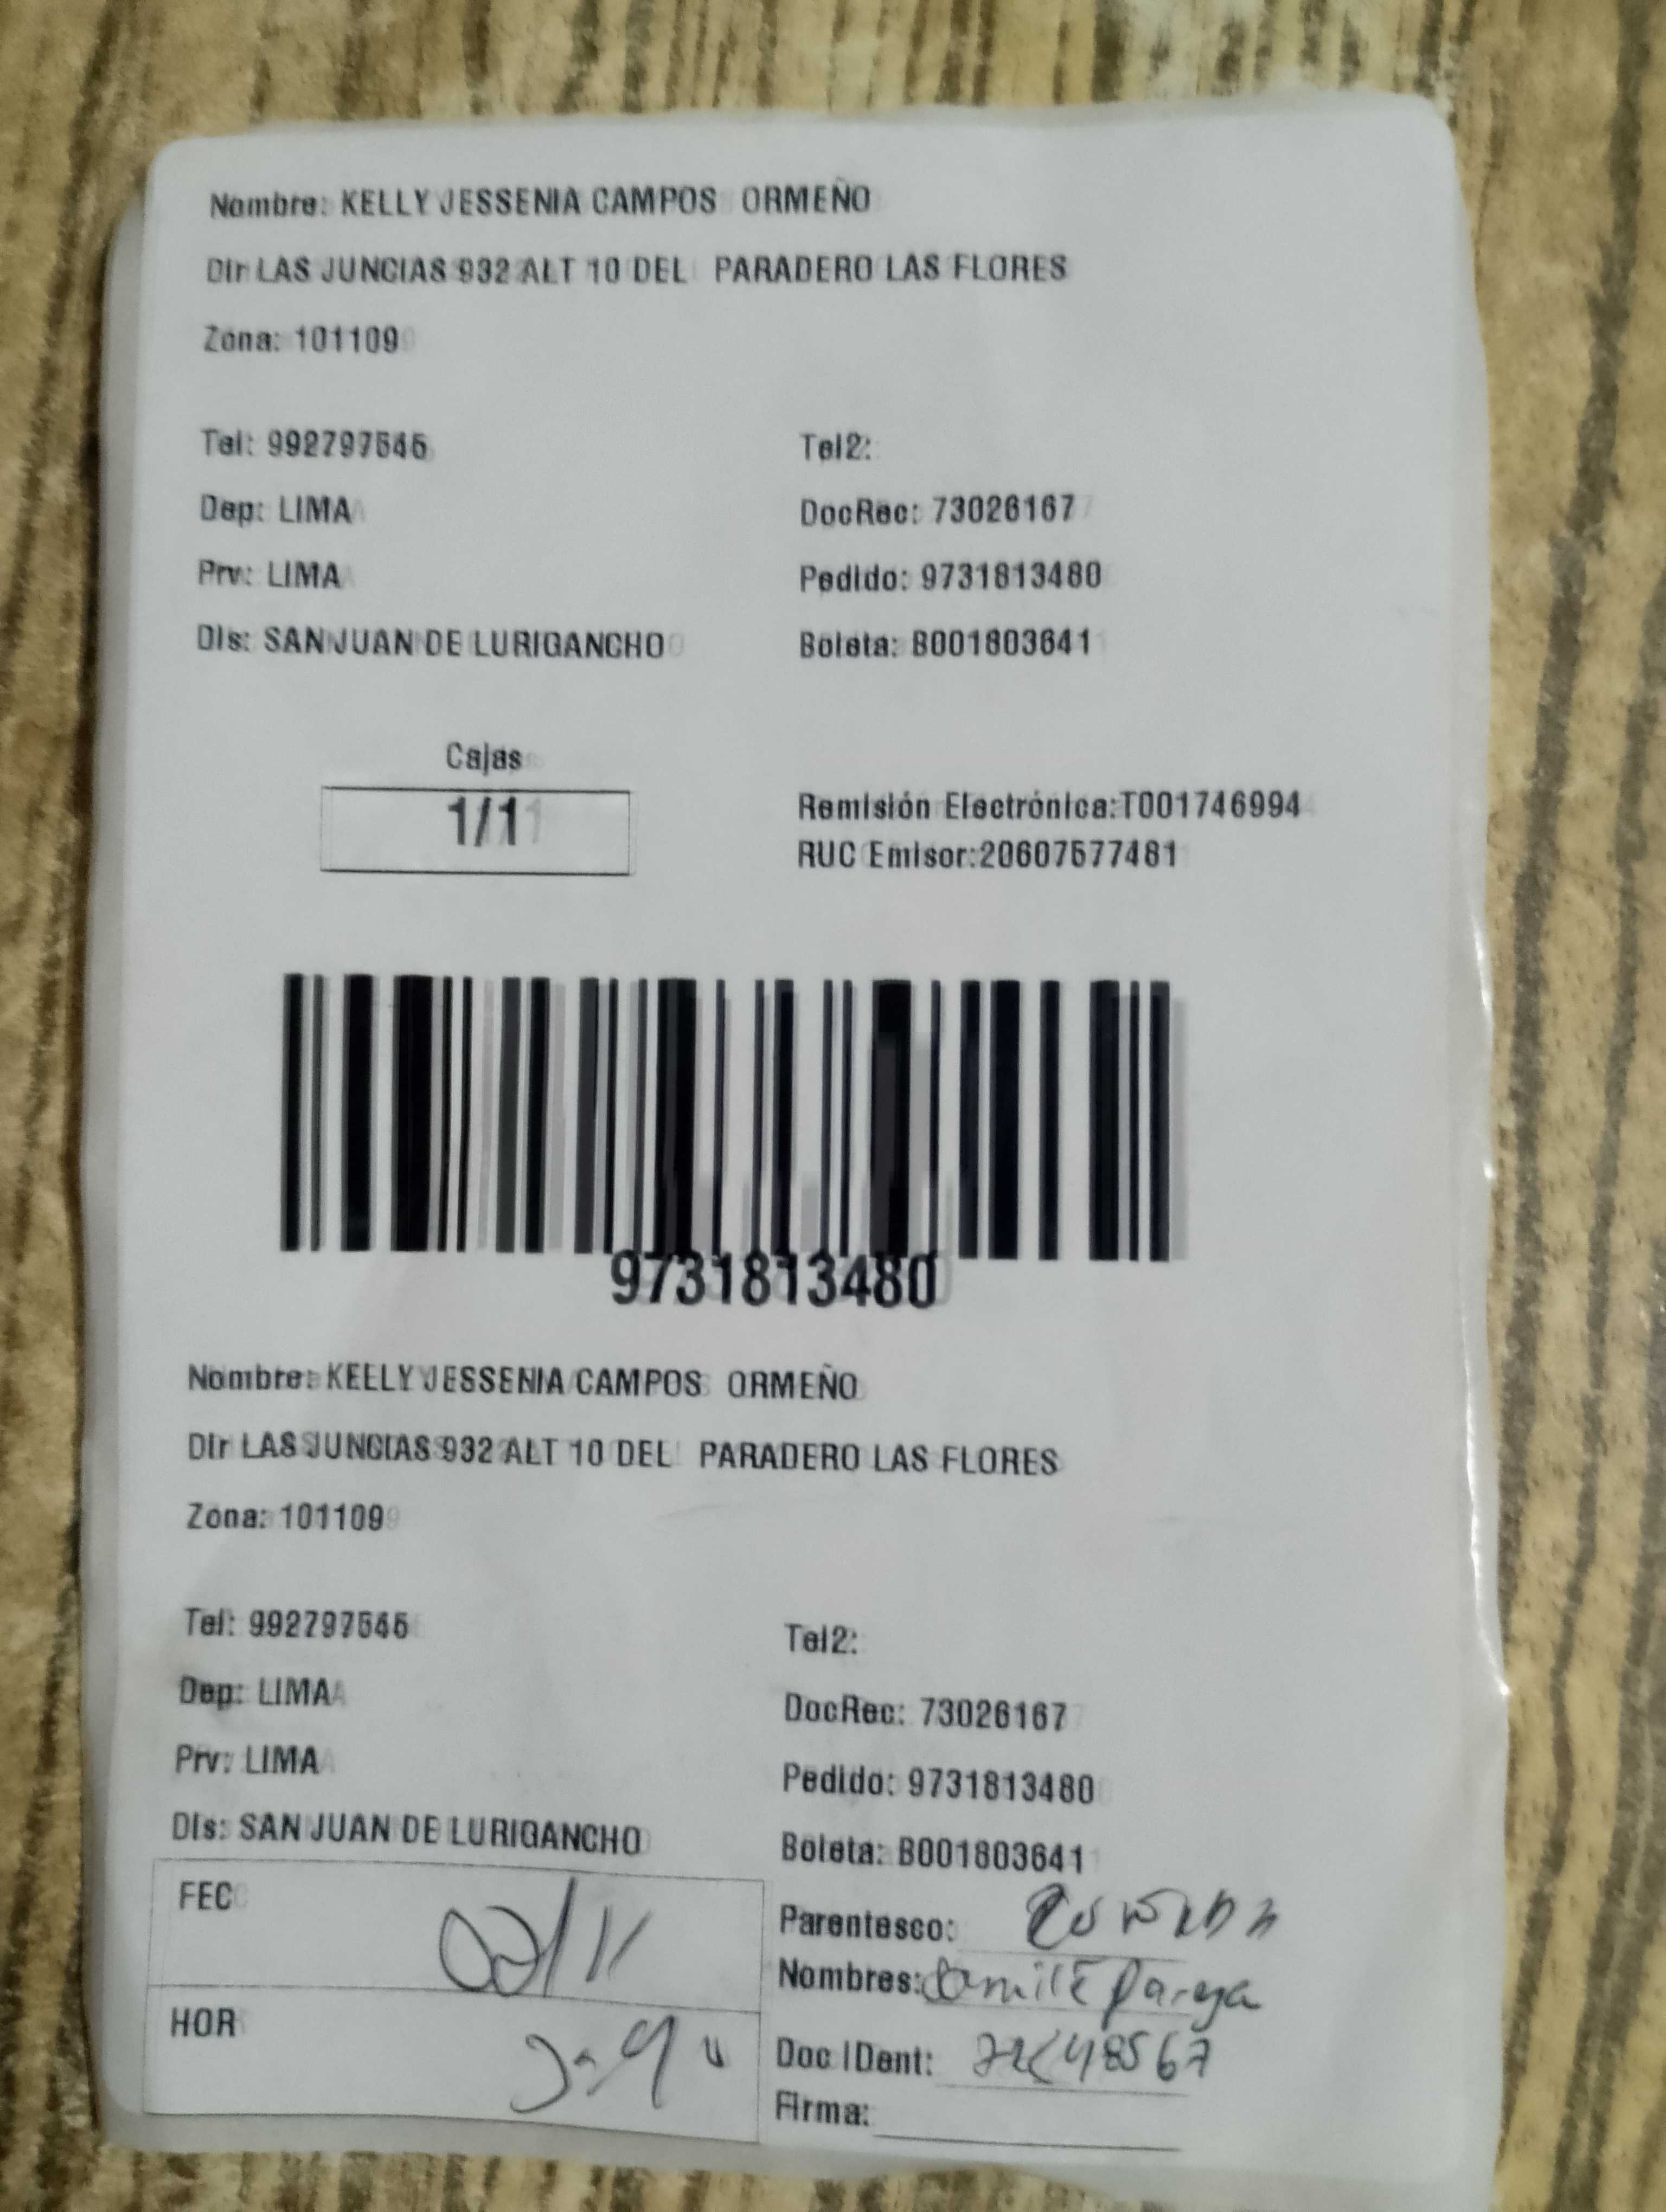 Nombre: KELLY JESSENIA CAMPOS ORMEÑO
Dir LAS JUNCIAS 932 ALT 10 DEL PARADERO LAS FLORES
Zona: 101109
Tel: 992797545 Tel2:
Dep: LIMA DocRec: 73026167
Prv: LIMA Pedido: 9731813480
Dis: SAN JUAN DE LURIGANCHO Boleta: B001803641
Cajas
1/1
Remisión Electrónica:T001746994
RUC Emisor:20607577481
9731813480
Nombre: KELLY JESSENIA CAMPOS ORMEÑO
Dir LAS JUNCIAS 932 ALT 10 DEL PARADERO LAS FLORES
Zona: 101109
Tel: 992797545 Tel2:
Dep: LIMA DocRec: 73026167
Prv: LIMA Pedido: 9731813480
Dis: SAN JUAN DE LURIGANCHO Boleta: B001803641
FEC
HOR
Parentesco:
Nombres:
Doc IDent:
Firma: